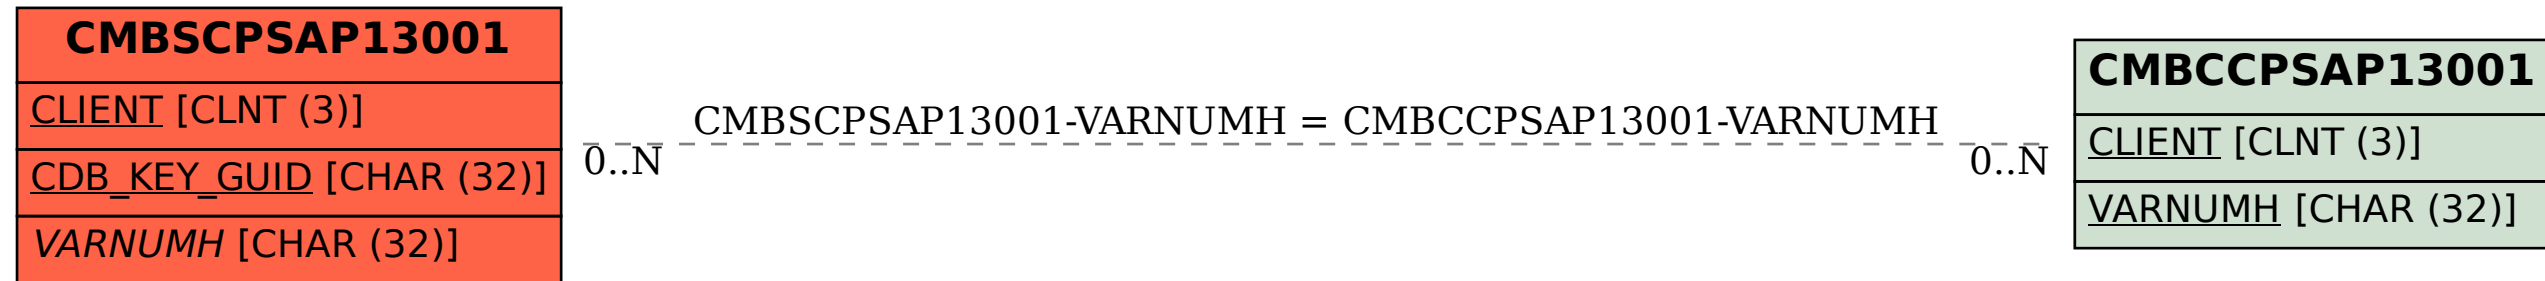 CMBSCPSAP13001
CLIENT [CLNT (3)]
CDB_KEY_GUID [CHAR (32)]
VARNUMH [CHAR (32)]
CMBSCPSAP13001-VARNUMH = CMBCCPSAP13001-VARNUMH
0..N
0..N
CMBCCPSAP13001
CLIENT [CLNT (3)]
VARNUMH [CHAR (32)]